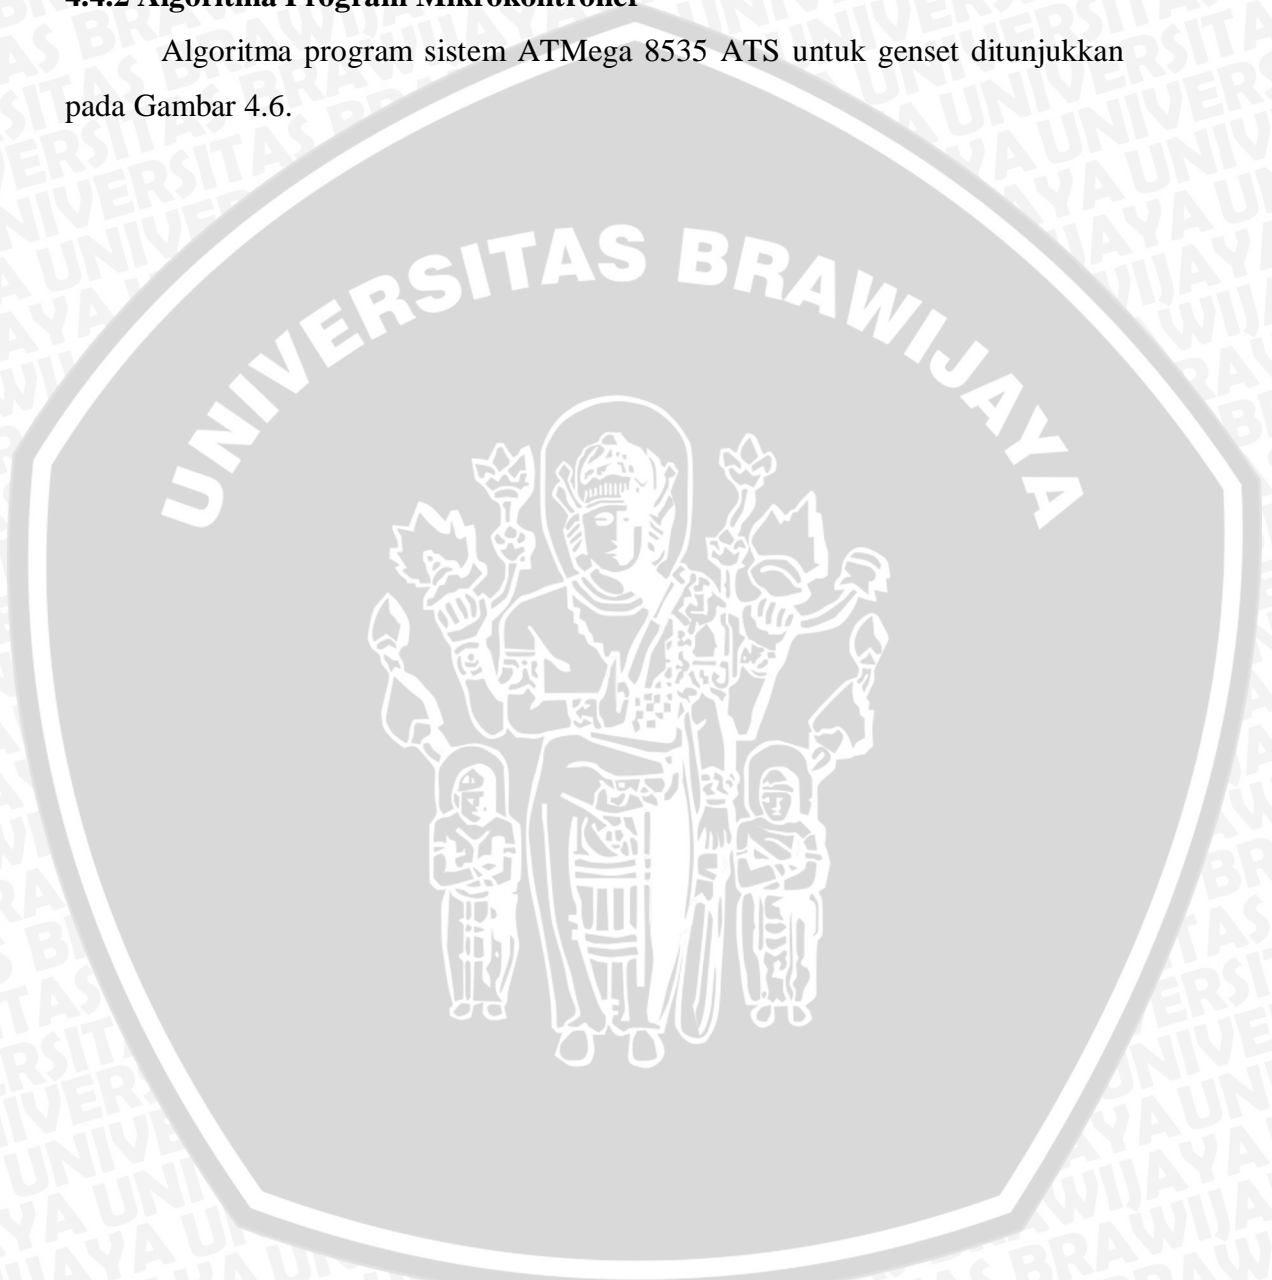 4.4.2 Algoritma Program Mikrokontroler
Algoritma program sistem ATMega 8535 ATS untuk genset ditunjukkan
pada Gambar 4.6.
UNIVERSITAS BRAWIJAYA